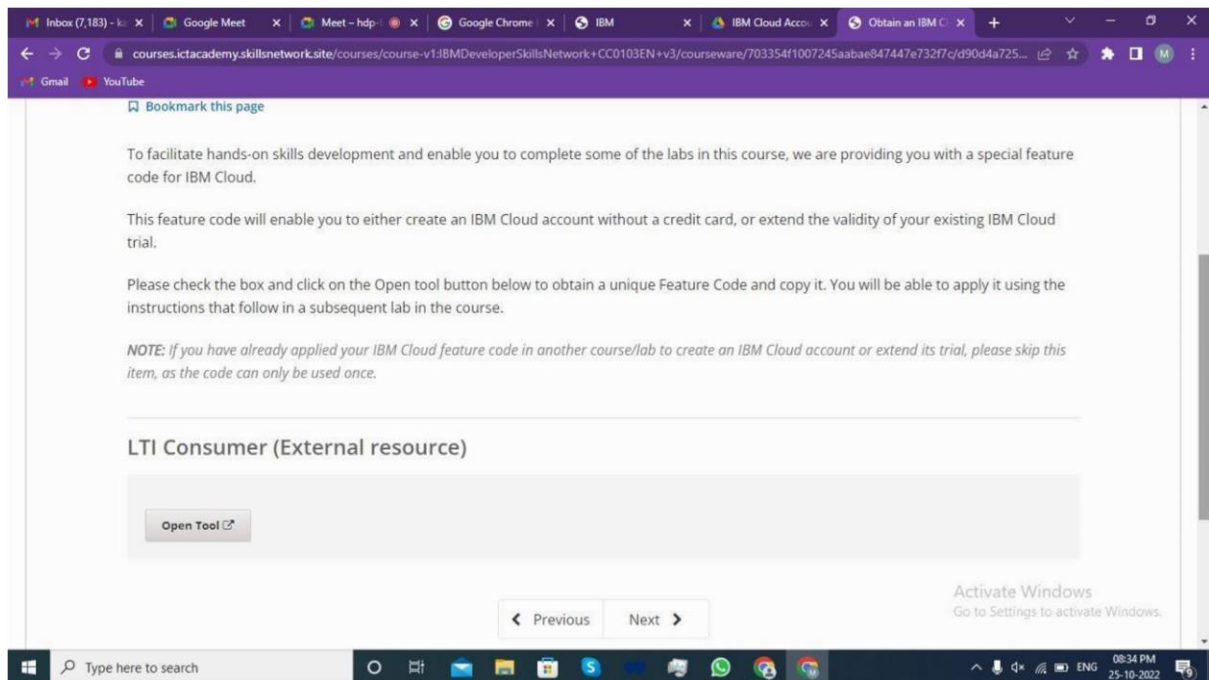 Inbox (7,183) - k
Google Meet
Meet – hdp-
Google Chrome
IBM
IBM Cloud Accou
Obtain an IBM C
courses.ictacademy.skillsnetwork.site/courses/course-v1:IBMDeveloperSkillsNetwork+CC0103EN+v3/courseware/703354f1007245aabae847447e732f7c/d90d4a725...
M
Gmail
YouTube
Bookmark this page
To facilitate hands-on skills development and enable you to complete some of the labs in this course, we are providing you with a special feature
code for IBM Cloud.
This feature code will enable you to either create an IBM Cloud account without a credit card, or extend the validity of your existing IBM Cloud
trial.
Please check the box and click on the Open tool button below to obtain a unique Feature Code and copy it. You will be able to apply it using the
instructions that follow in a subsequent lab in the course.
NOTE: If you have already applied your IBM Cloud feature code in another course/lab to create an IBM Cloud account or extend its trial, please skip this
item, as the code can only be used once.
LTI Consumer (External resource)
Open Tool
Previous
Next
Activate Windows
Go to Settings to activate Windows.
Type here to search
ENG
08:34 PM
25-10-2022